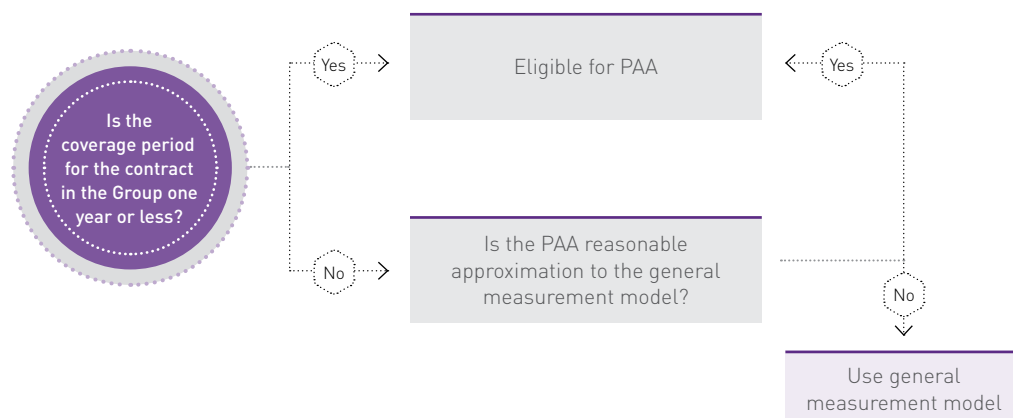 Is the
coverage period
for the contract
in the Group one
year or less?
Yes
Eligible for PAA
Yes
No
Is the PAA reasonable
approximation to the general
measurement model?
No
Use general
measurement model